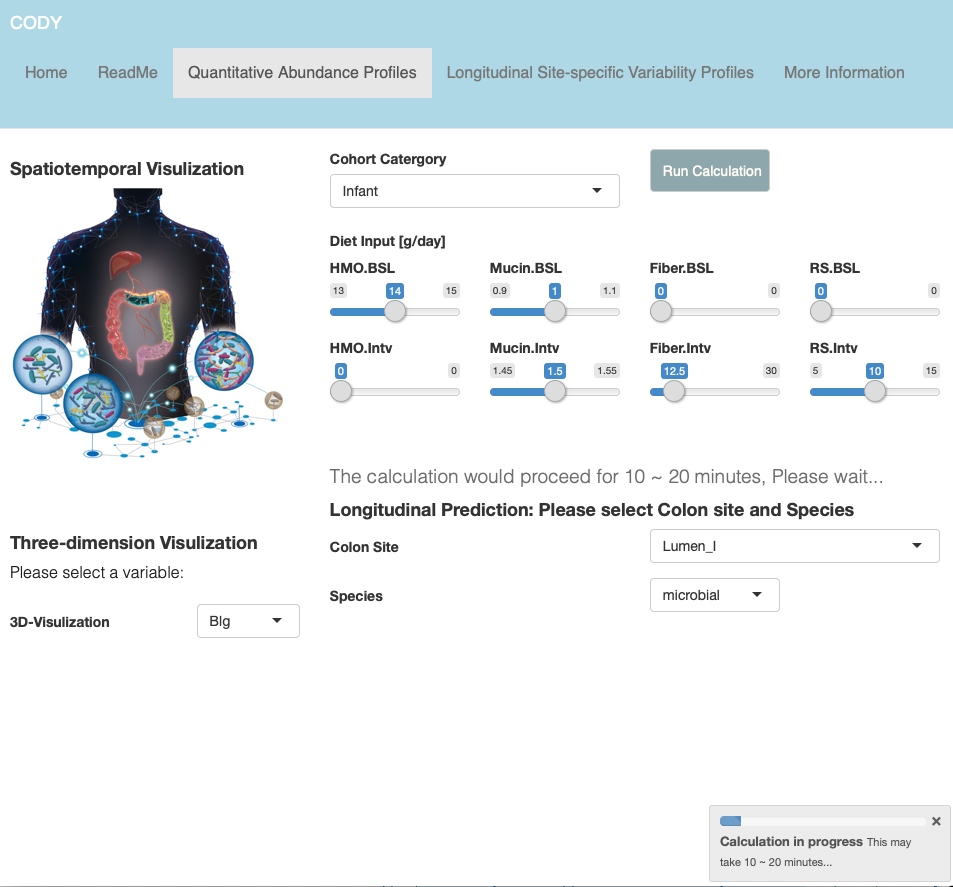 CODY
Home ReadMe Quantitative Abundance Profiles Longitudinal Site-specific Variability Profiles More Information
Spatiotemporal Visulization
Cohort Catergory
Infant
Run Calculation
Diet Input [g/day]
HMO.BSL Mucin.BSL Fiber.BSL RS.BSL
13 14 15 0.9 1 1.1 0 0 0 0
HMO.Intv Mucin.Intv Fiber.Intv RS.Intv
0 0 1.45 1.5 1.55 12.5 30 5 10 15
The calculation would proceed for 10 ~ 20 minutes, Please wait...
Longitudinal Prediction: Please select Colon site and Species
Colon Site Lumen_I
Species microbial
Three-dimension Visulization
Please select a variable:
3D-Visulization Blg
Calculation in progress This may
take 10 ~ 20 minutes...